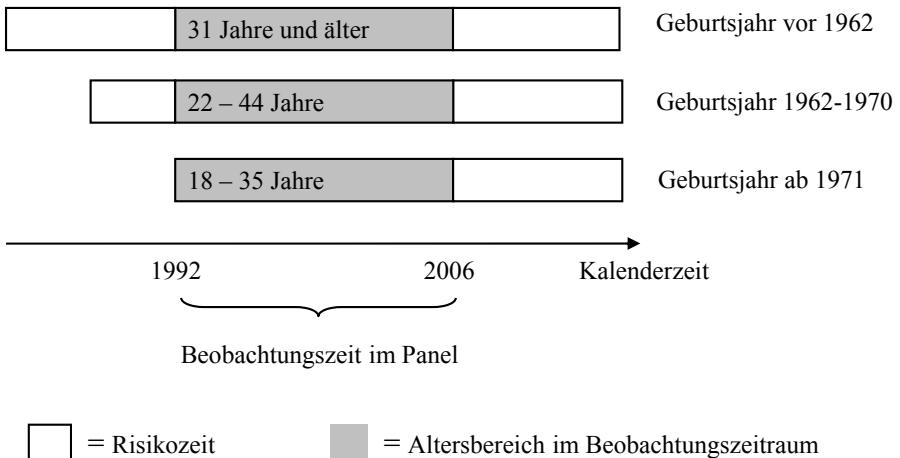 31 Jahre und älter Geburtsjahr vor 1962
22 – 44 Jahre Geburtsjahr 1962-1970
18 – 35 Jahre Geburtsjahr ab 1971
1992 2006 Kalenderzeit
Beobachtungszeit im Panel
= Risikozeit = Altersbereich im Beobachtungszeitraum